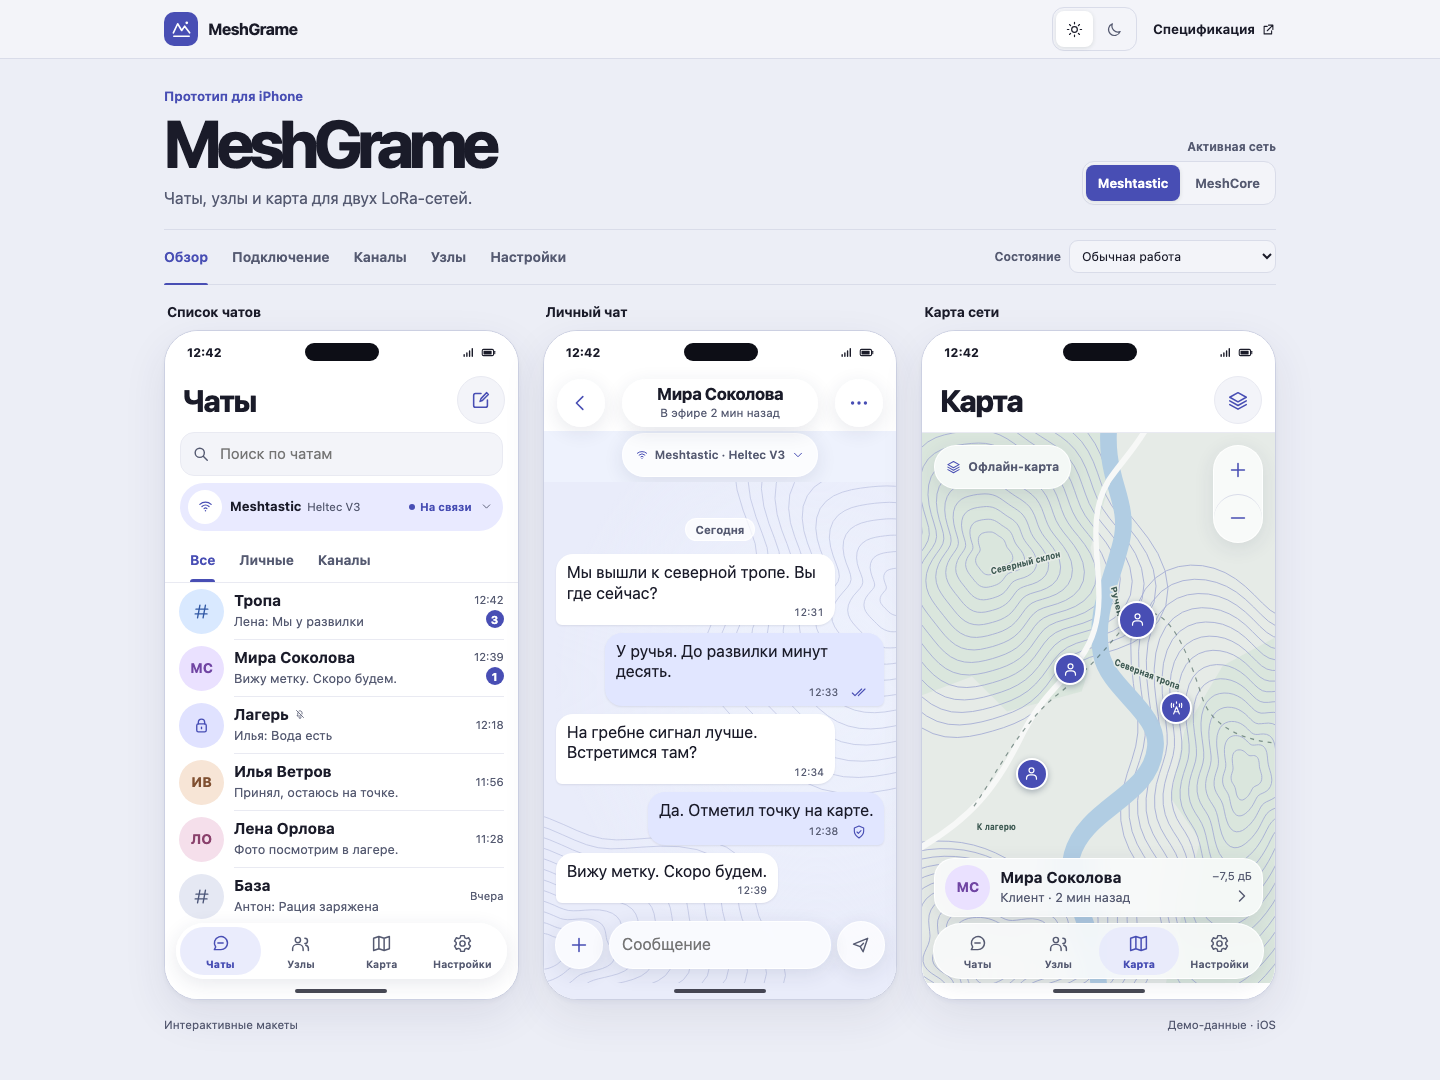 MeshGrame
Спецификация
Прототип для iPhone
MeshGrame
Чаты, узлы и карта для двух LoRa-сетей.
Активная сеть
Meshtastic
MeshCore
Обзор
Подключение
Каналы
Узлы
Настройки
Состояние
Обычная работа
Список чатов
12:42
Чаты
Поиск по чатам
Meshtastic Heltec V3
На связи
Все
Личные
Каналы
Тропа
12:42
Лена: Мы у развилки
3
МС
Мира Соколова
12:39
Вижу метку. Скоро будем.
1
Лагерь
12:18
Илья: Вода есть
ИВ
Илья Ветров
11:56
Принял, остаюсь на точке.
ЛО
Лена Орлова
11:28
Фото посмотрим в лагере.
База
Вчера
Антон: Рация заряжена
Чаты
Узлы
Карта
Настройки
Личный чат
12:42
Мира Соколова
В эфире 2 мин назад
Meshtastic · Heltec V3
Сегодня
Мы вышли к северной тропе. Вы
где сейчас?
12:31
У ручья. До развилки минут
десять.
12:33
На гребне сигнал лучше.
Встретимся там?
12:34
Да. Отметил точку на карте.
12:38
Вижу метку. Скоро будем.
12:39
Сообщение
Карта сети
12:42
Карта
Офлайн-карта
Северный склон
Северная тропа
К лагерю
МС
Мира Соколова
−7,5 дБ
Клиент · 2 мин назад
Чаты
Узлы
Карта
Настройки
Интерактивные макеты
Демо-данные · iOS